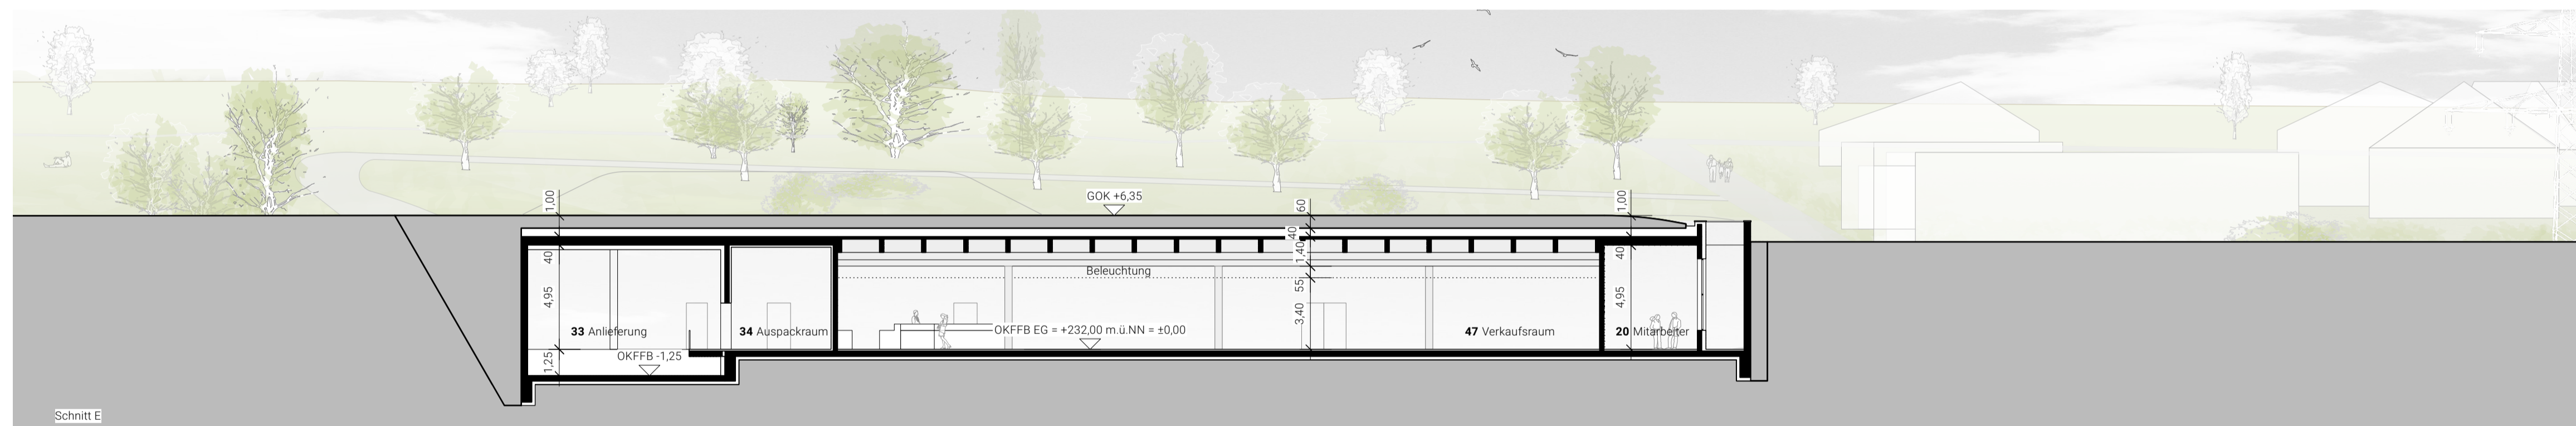 1,00
GOK +6,35
60
1,00
40
40
1,40
40
Beleuchtung
4,95
55
4,95
3,40
33 Anlieferung
34 Auspackraum
OKFFB EG = +232,00 m.ü.NN = ±0,00
47 Verkaufsraum
20 Mitarbeiter
1,25
OKFFB -1,25
Schnitt E